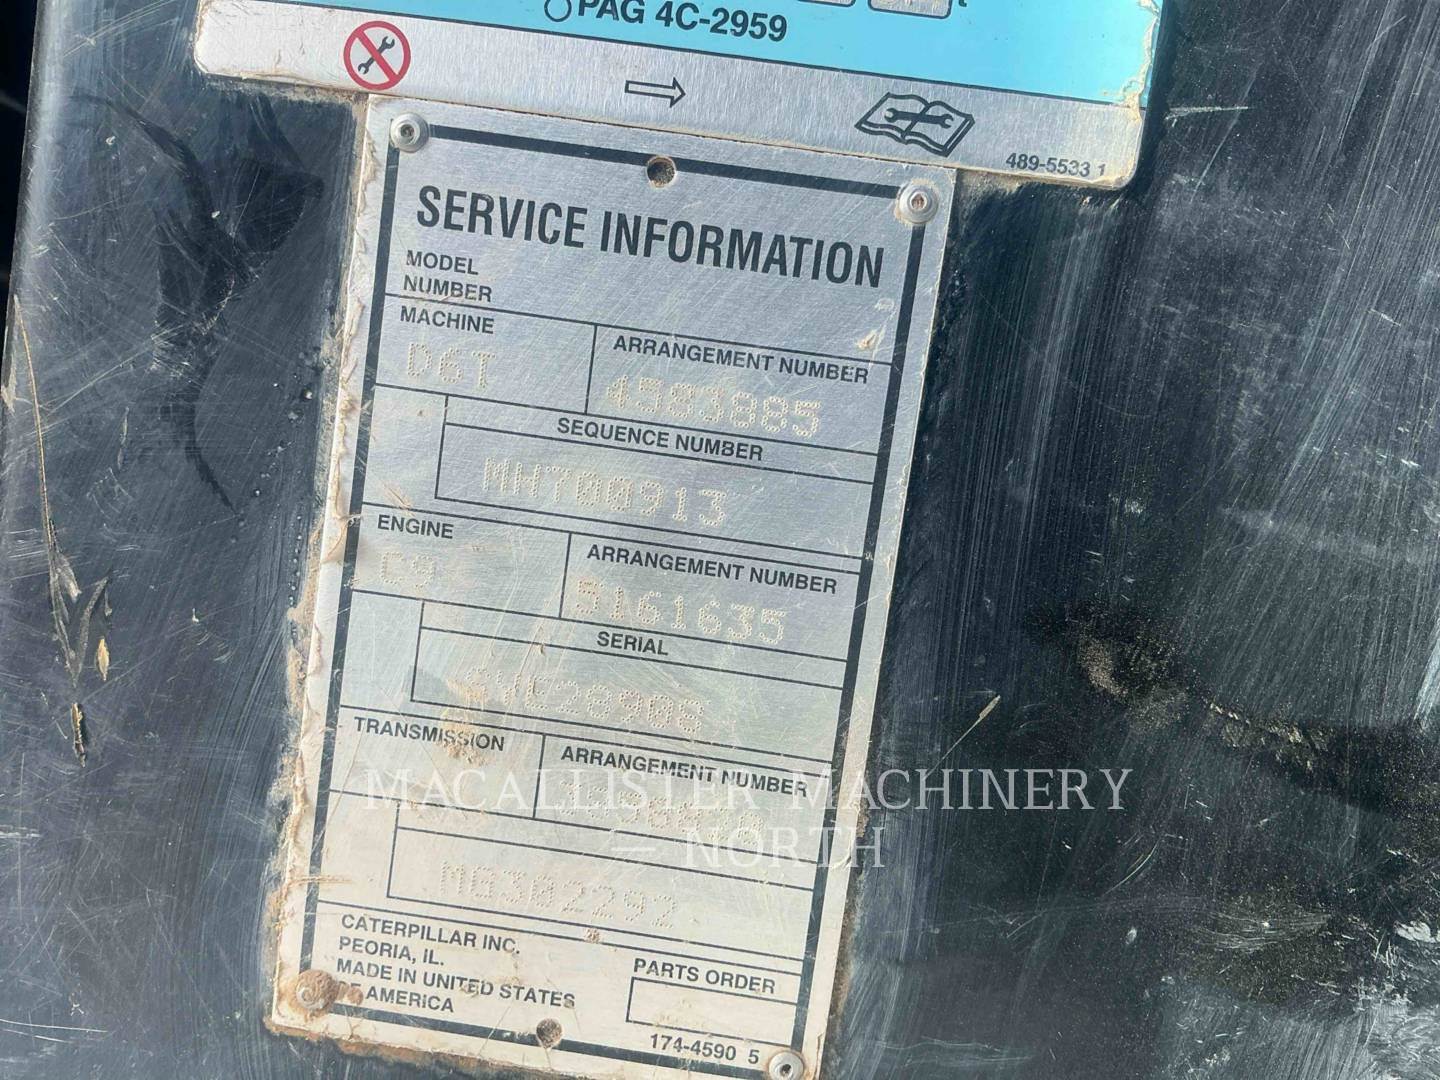 PAG 4C-2959
489-5533 1
SERVICE INFORMATION
MODEL
NUMBER
MACHINE
ARRANGEMENT NUMBER
D6T
4583885
SEQUENCE NUMBER
MH700913
ENGINE
ARRANGEMENT NUMBER
C9
5161635
SERIAL
TRANSMISSION
ARRANGEMENT NUMBER
MACALLISTER MACHINERY
— NORTH
MG302292
CATERPILLAR INC.
PEORIA, IL.
MADE IN UNITED STATES
OF AMERICA
PARTS ORDER
174-4590 5